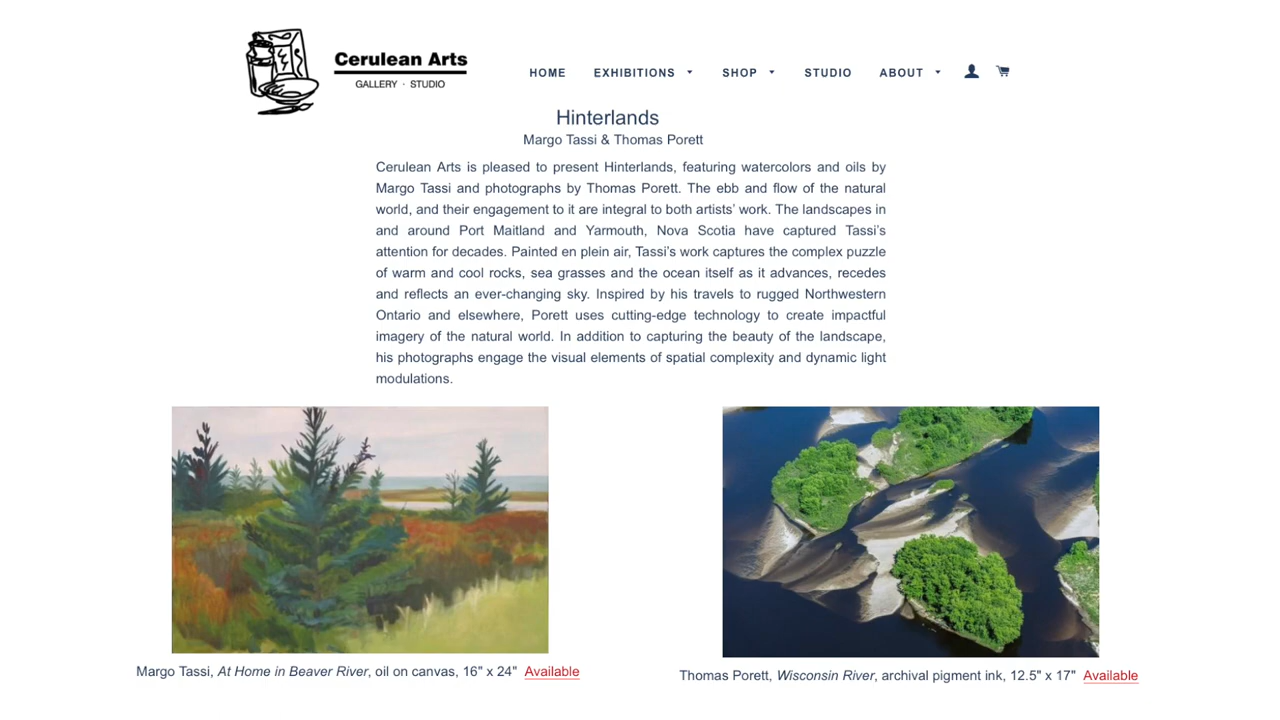 Cerulean Arts
GALLERY · STUDIO
HOME EXHIBITIONS SHOP STUDIO ABOUT
Hinterlands
Margo Tassi & Thomas Porett
Cerulean Arts is pleased to present Hinterlands, featuring watercolors and oils by
Margo Tassi and photographs by Thomas Porett. The ebb and flow of the natural
world, and their engagement to it are integral to both artists’ work. The landscapes in
and around Port Maitland and Yarmouth, Nova Scotia have captured Tassi’s
attention for decades. Painted en plein air, Tassi’s work captures the complex puzzle
of warm and cool rocks, sea grasses and the ocean itself as it advances, recedes
and reflects an ever-changing sky. Inspired by his travels to rugged Northwestern
Ontario and elsewhere, Porett uses cutting-edge technology to create impactful
imagery of the natural world. In addition to capturing the beauty of the landscape,
his photographs engage the visual elements of spatial complexity and dynamic light
modulations.
Margo Tassi, At Home in Beaver River, oil on canvas, 16" x 24" Available
Thomas Porett, Wisconsin River, archival pigment ink, 12.5" x 17" Available